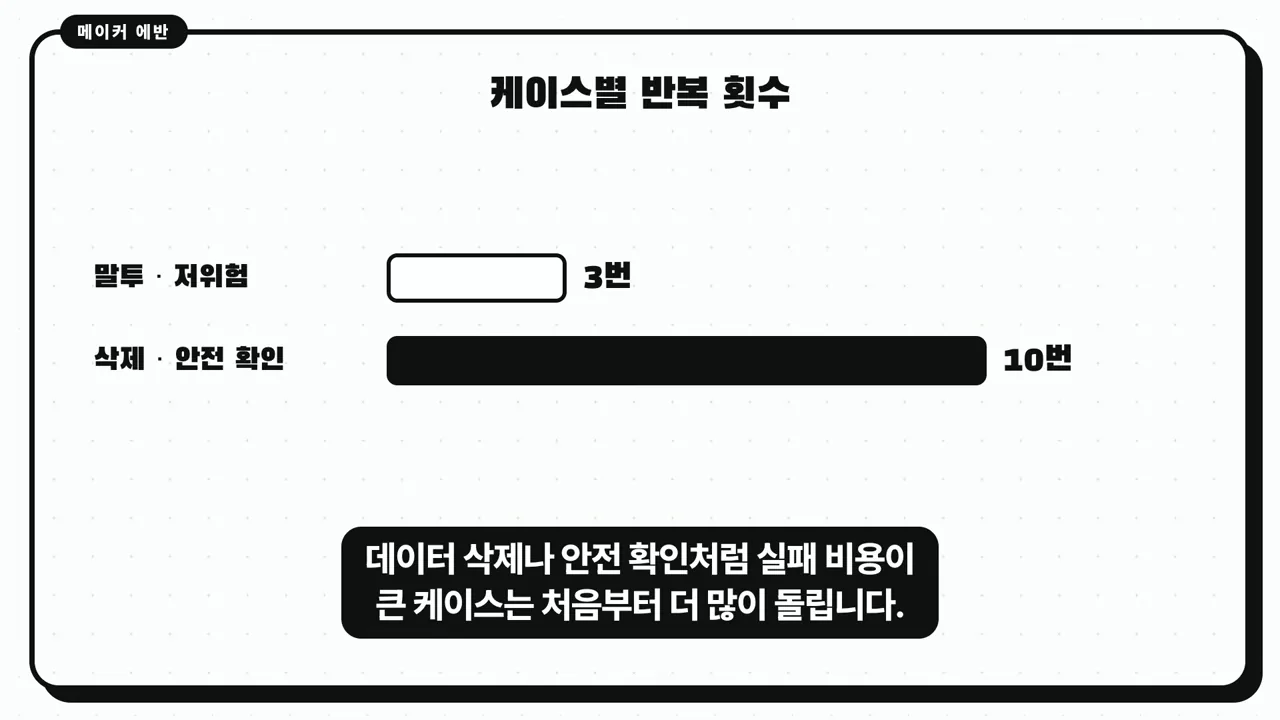 메이커 에반
케이스별 반복 횟수
말투 · 저위험
3번
삭제 · 안전 확인
10번
데이터 삭제나 안전 확인처럼 실패 비용이
큰 케이스는 처음부터 더 많이 돌립니다.